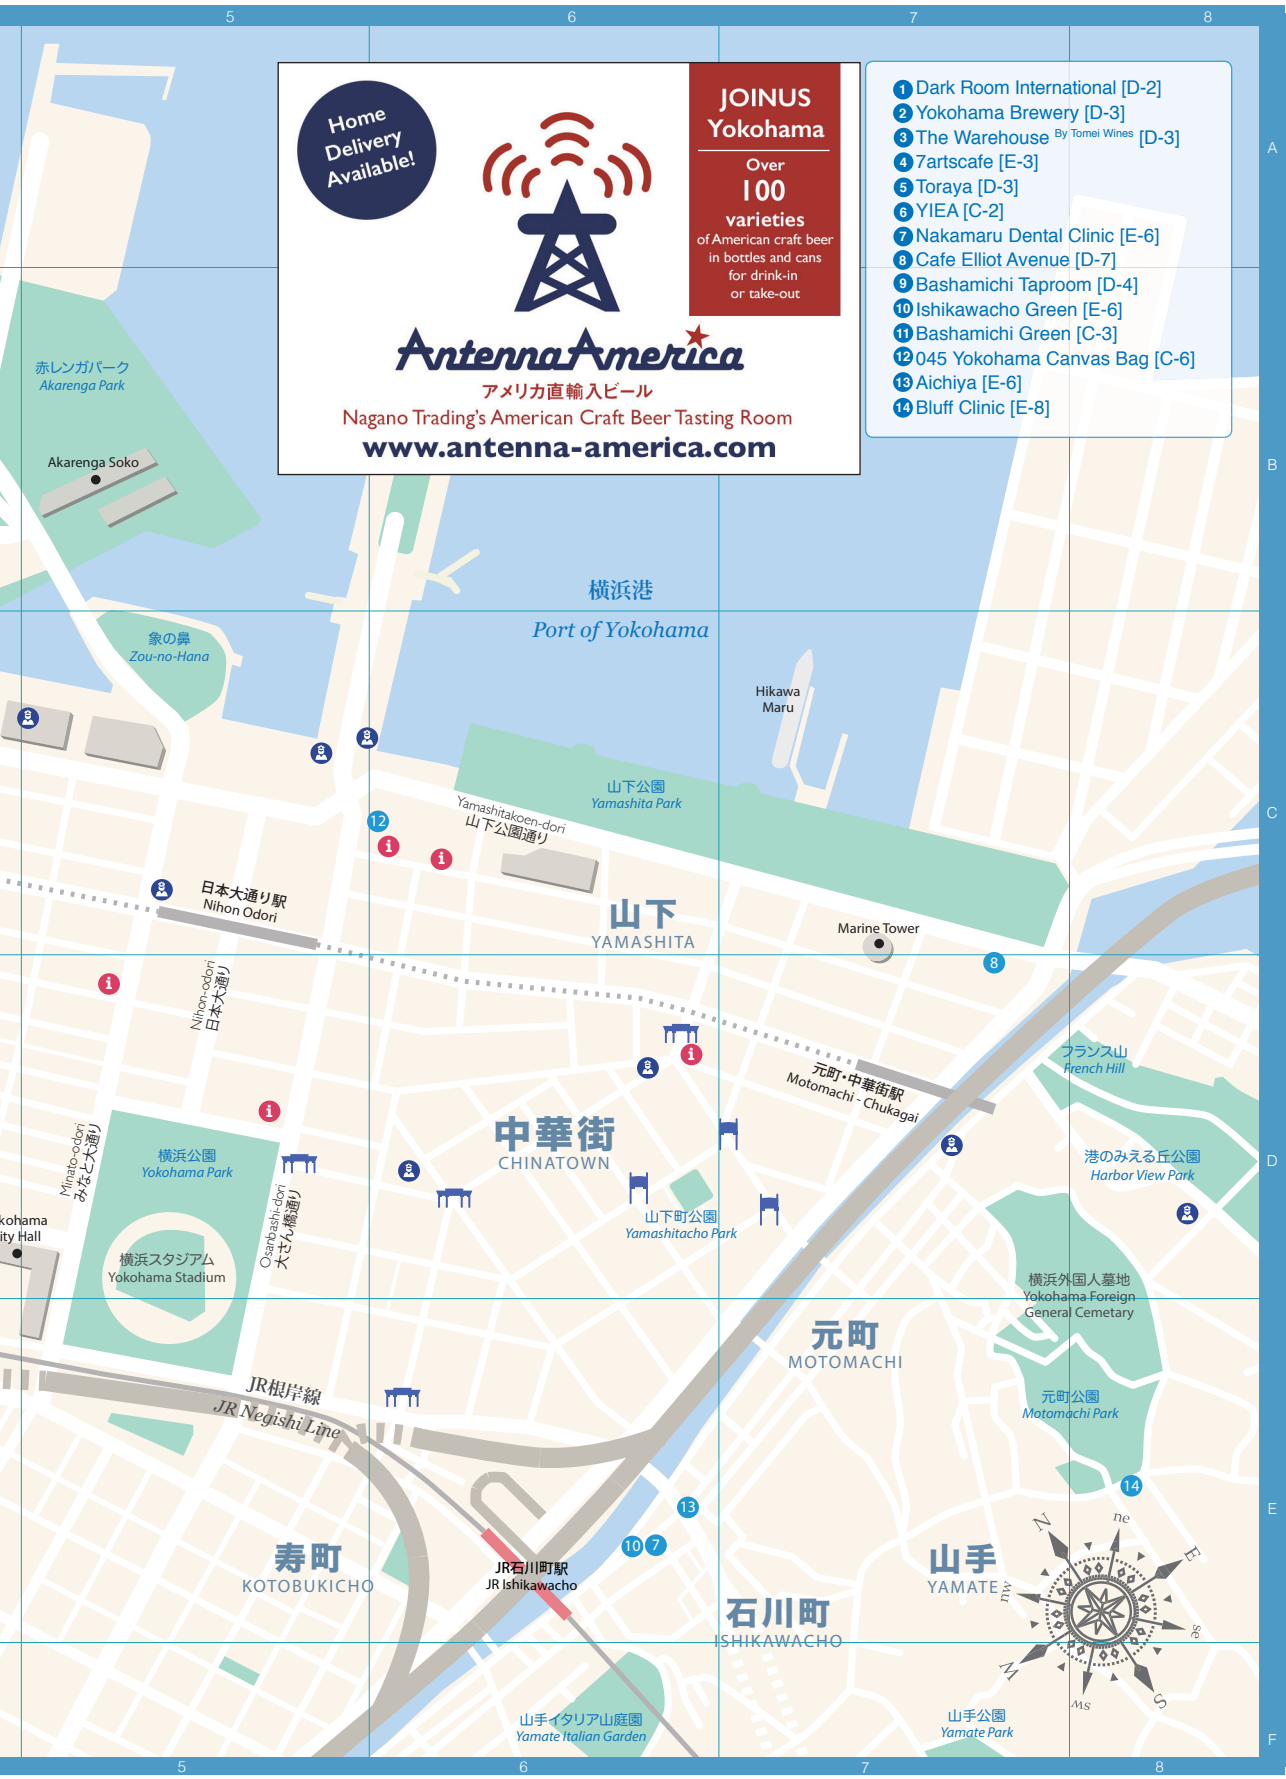 5
6
7
8
Home
Delivery
Available!
JOINUS
Yokohama
Over
100
varieties
of American craft beer
in bottles and cans
for drink-in
or take-out
Antenna America
アメリカ直輸入ビール
Nagano Trading's American Craft Beer Tasting Room
www.antenna-america.com
1 Dark Room International [D-2]
2 Yokohama Brewery [D-3]
3 The Warehouse By Tomei Wines [D-3]
4 7artscafe [E-3]
5 Toraya [D-3]
6 YIEA [C-2]
7 Nakamaru Dental Clinic [E-6]
8 Cafe Elliot Avenue [D-7]
9 Bashamichi Taproom [D-4]
10 Ishikawacho Green [E-6]
11 Bashamichi Green [C-3]
12 045 Yokohama Canvas Bag [C-6]
13 Aichiya [E-6]
14 Bluff Clinic [E-8]
A
赤レンガパーク
Akarenga Park
Akarenga Soko
B
横浜港
Port of Yokohama
象の鼻
Zou-no-Hana
Hikawa
Maru
山下公園
Yamashita Park
Yamashitakoen-dori
山下公園通り
12
i
i
C
日本大通り駅
Nihon Odori
山下
YAMASHITA
Marine Tower
8
i
Nihon-odori
日本大通り
i
元町・中華街駅
Motomachi - Chukagai
フランス山
French Hill
i
中華街
CHINATOWN
Minato-odori
みなと大通り
横浜公園
Yokohama Park
港のみえる丘公園
Harbor View Park
D
Osanbashi-dori
大さん橋通り
山下町公園
Yamashitacho Park
kohama
ity Hall
横浜スタジアム
Yokohama Stadium
横浜外国人墓地
Yokohama Foreign
General Cemetary
元町
MOTOMACHI
JR根岸線
JR Negishi Line
元町公園
Motomachi Park
14
13
E
10
7
寿町
KOTOBUKICHO
JR石川町駅
JR Ishikawacho
山手
YAMATE
石川町
ISHIKAWACHO
N
ne
E
se
S
sw
W
nw
山手イタリア山庭園
Yamate Italian Garden
山手公園
Yamate Park
F
5
6
7
8